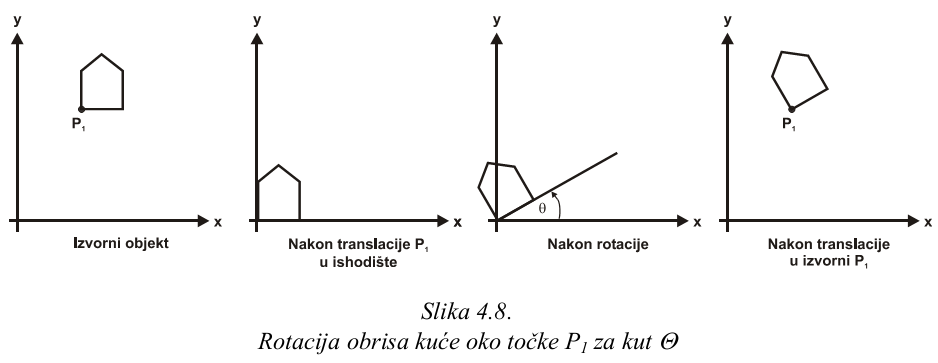 y
y
y
y
P₁
P₁
θ
x
x
x
x
Izvorni objekt
Nakon translacije P₁
u ishodište
Nakon rotacije
Nakon translacije
u izvorni P₁
Slika 4.8.
Rotacija obrisa kuće oko točke P₁ za kut Θ